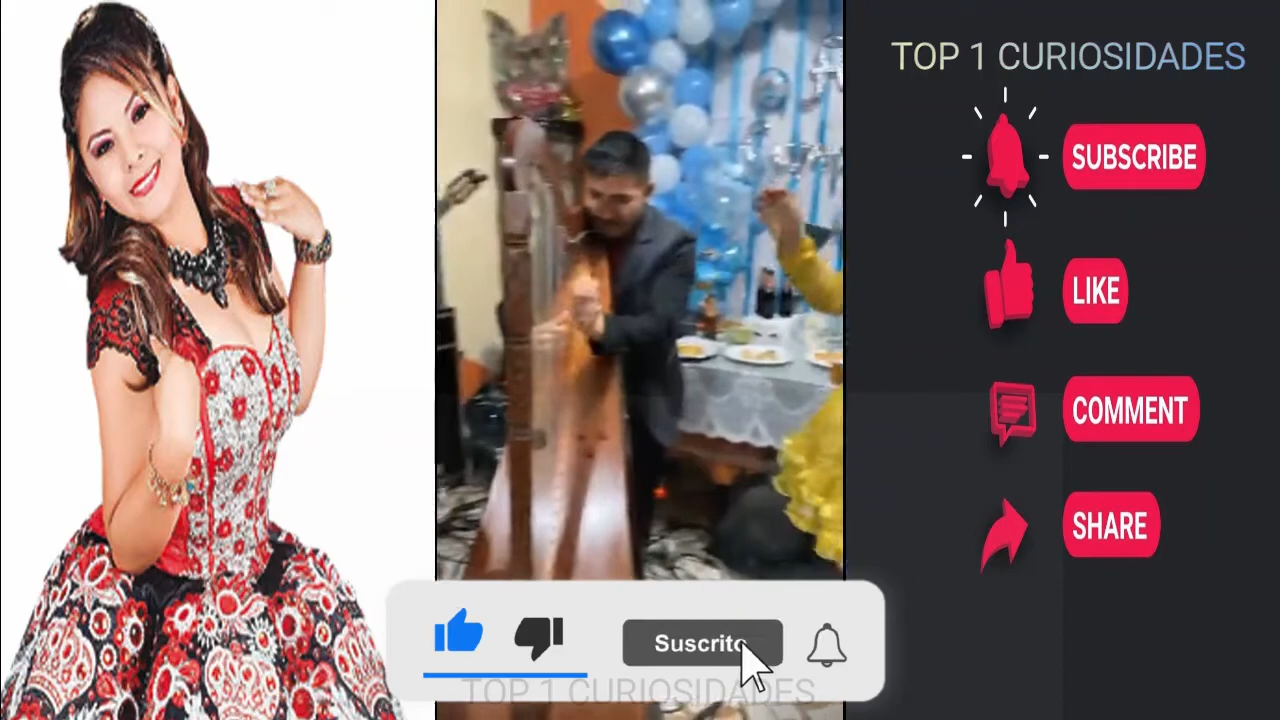 TOP 1 CURIOSIDADES
SUBSCRIBE
LIKE
COMMENT
SHARE
Suscrito
TOP 1 CURIOSIDADES